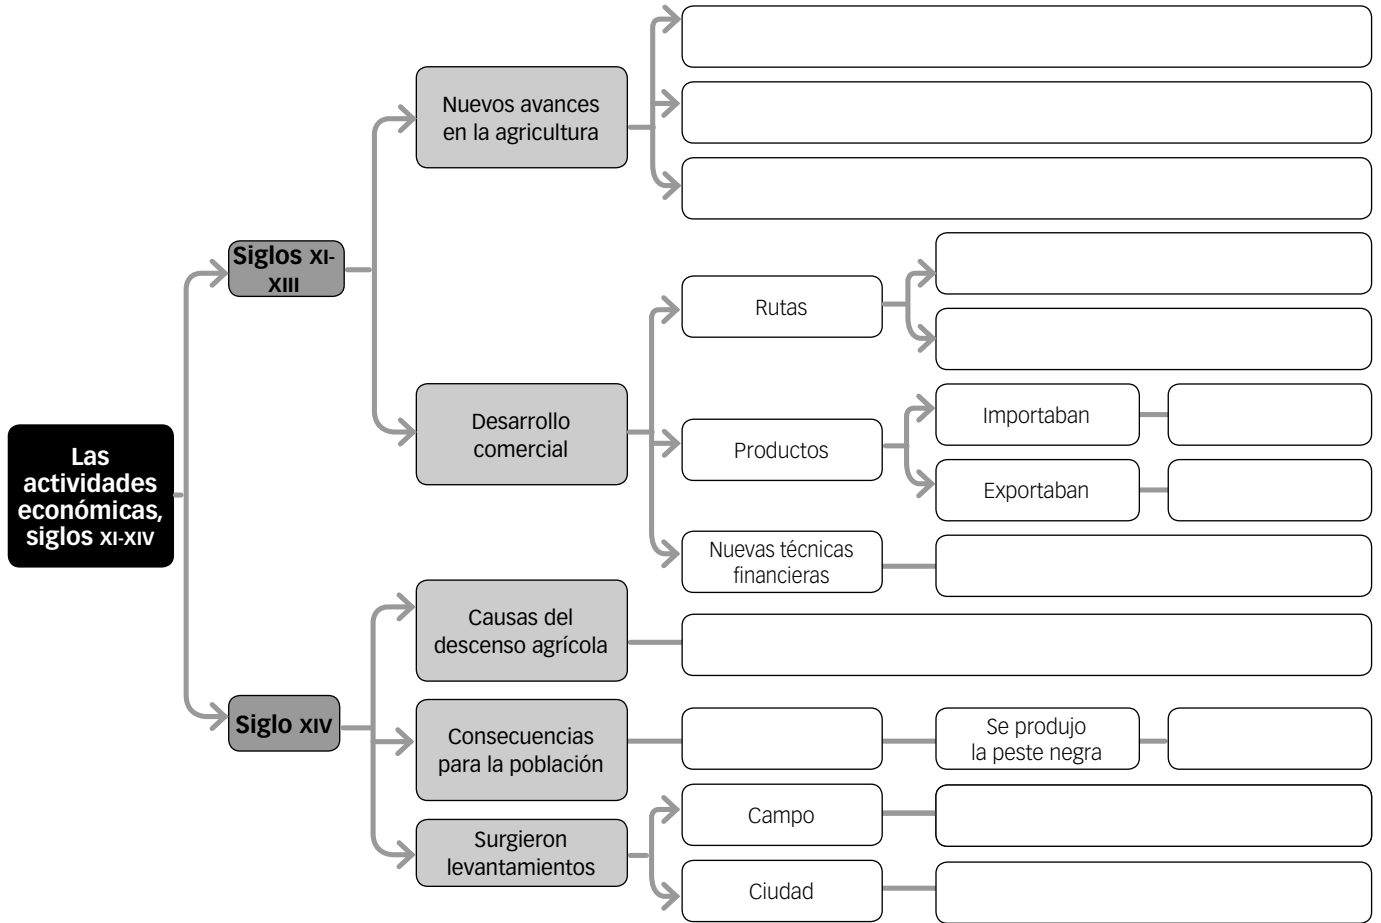 Las
actividades
económicas,
siglos XI-XIV
Siglos XI-
XIII
Nuevos avances
en la agricultura
Desarrollo
comercial
Rutas
Productos
Importaban
Exportaban
Nuevas técnicas
financieras
Siglo XIV
Causas del
descenso agrícola
Consecuencias
para la población
Se produjo
la peste negra
Surgieron
levantamientos
Campo
Ciudad